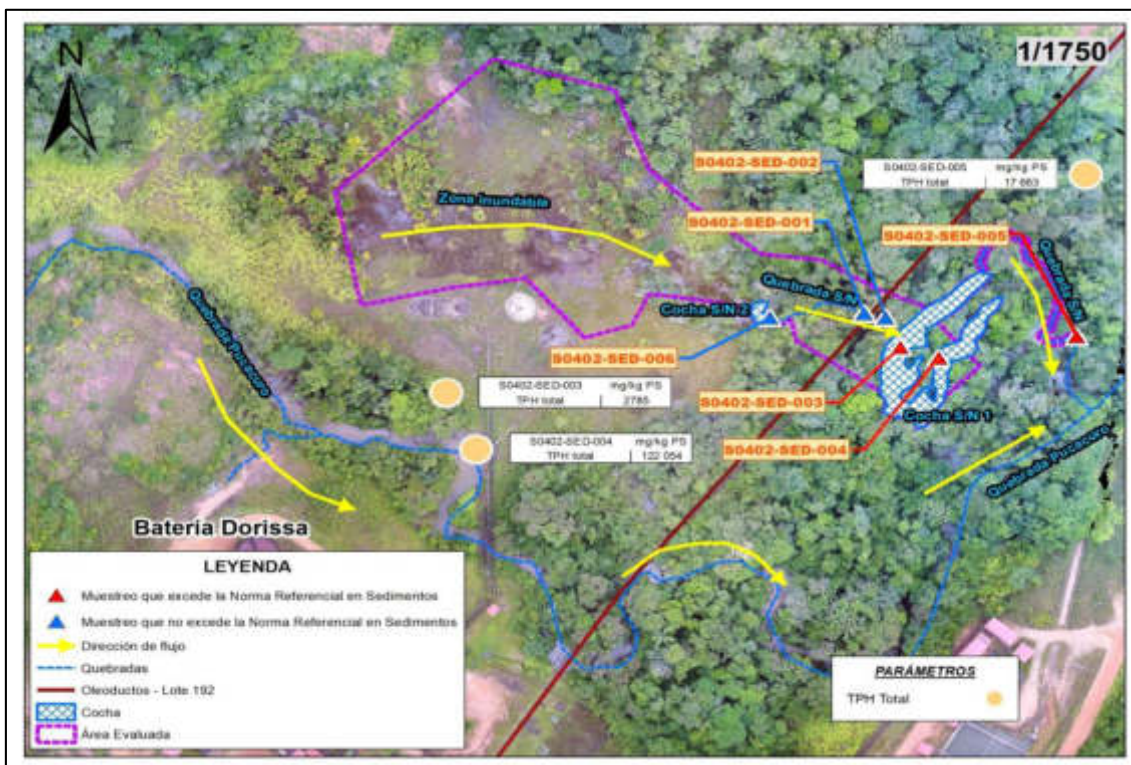 N
1/1750
S0402-SED-002
S0402-SED-005 mg/kg PS
TPH total 17 663
Zona Inundable
S0402-SED-001
S0402-SED-005
Quebrada S/N
Quebrada S/N
Cocha S/N 2
Quebrada Pucacuro
S0402-SED-006
S0402-SED-003 mg/kg PS
TPH total 2785
S0402-SED-003
Cocha S/N 1
S0402-SED-004 mg/kg PS
TPH total 122 054
S0402-SED-004
Quebrada Pucacuro
Batería Dorissa
LEYENDA
Muestreo que excede la Norma Referencial en Sedimentos
Muestreo que no excede la Norma Referencial en Sedimentos
Dirección de flujo
Quebradas
Oleoductos - Lote 192
Cocha
Área Evaluada
PARÁMETROS
TPH Total